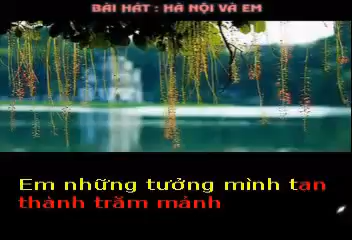 BÀI HÁT : HÀ NỘI VÀ EM
Em những tưởng mình tan
thành trăm mảnh